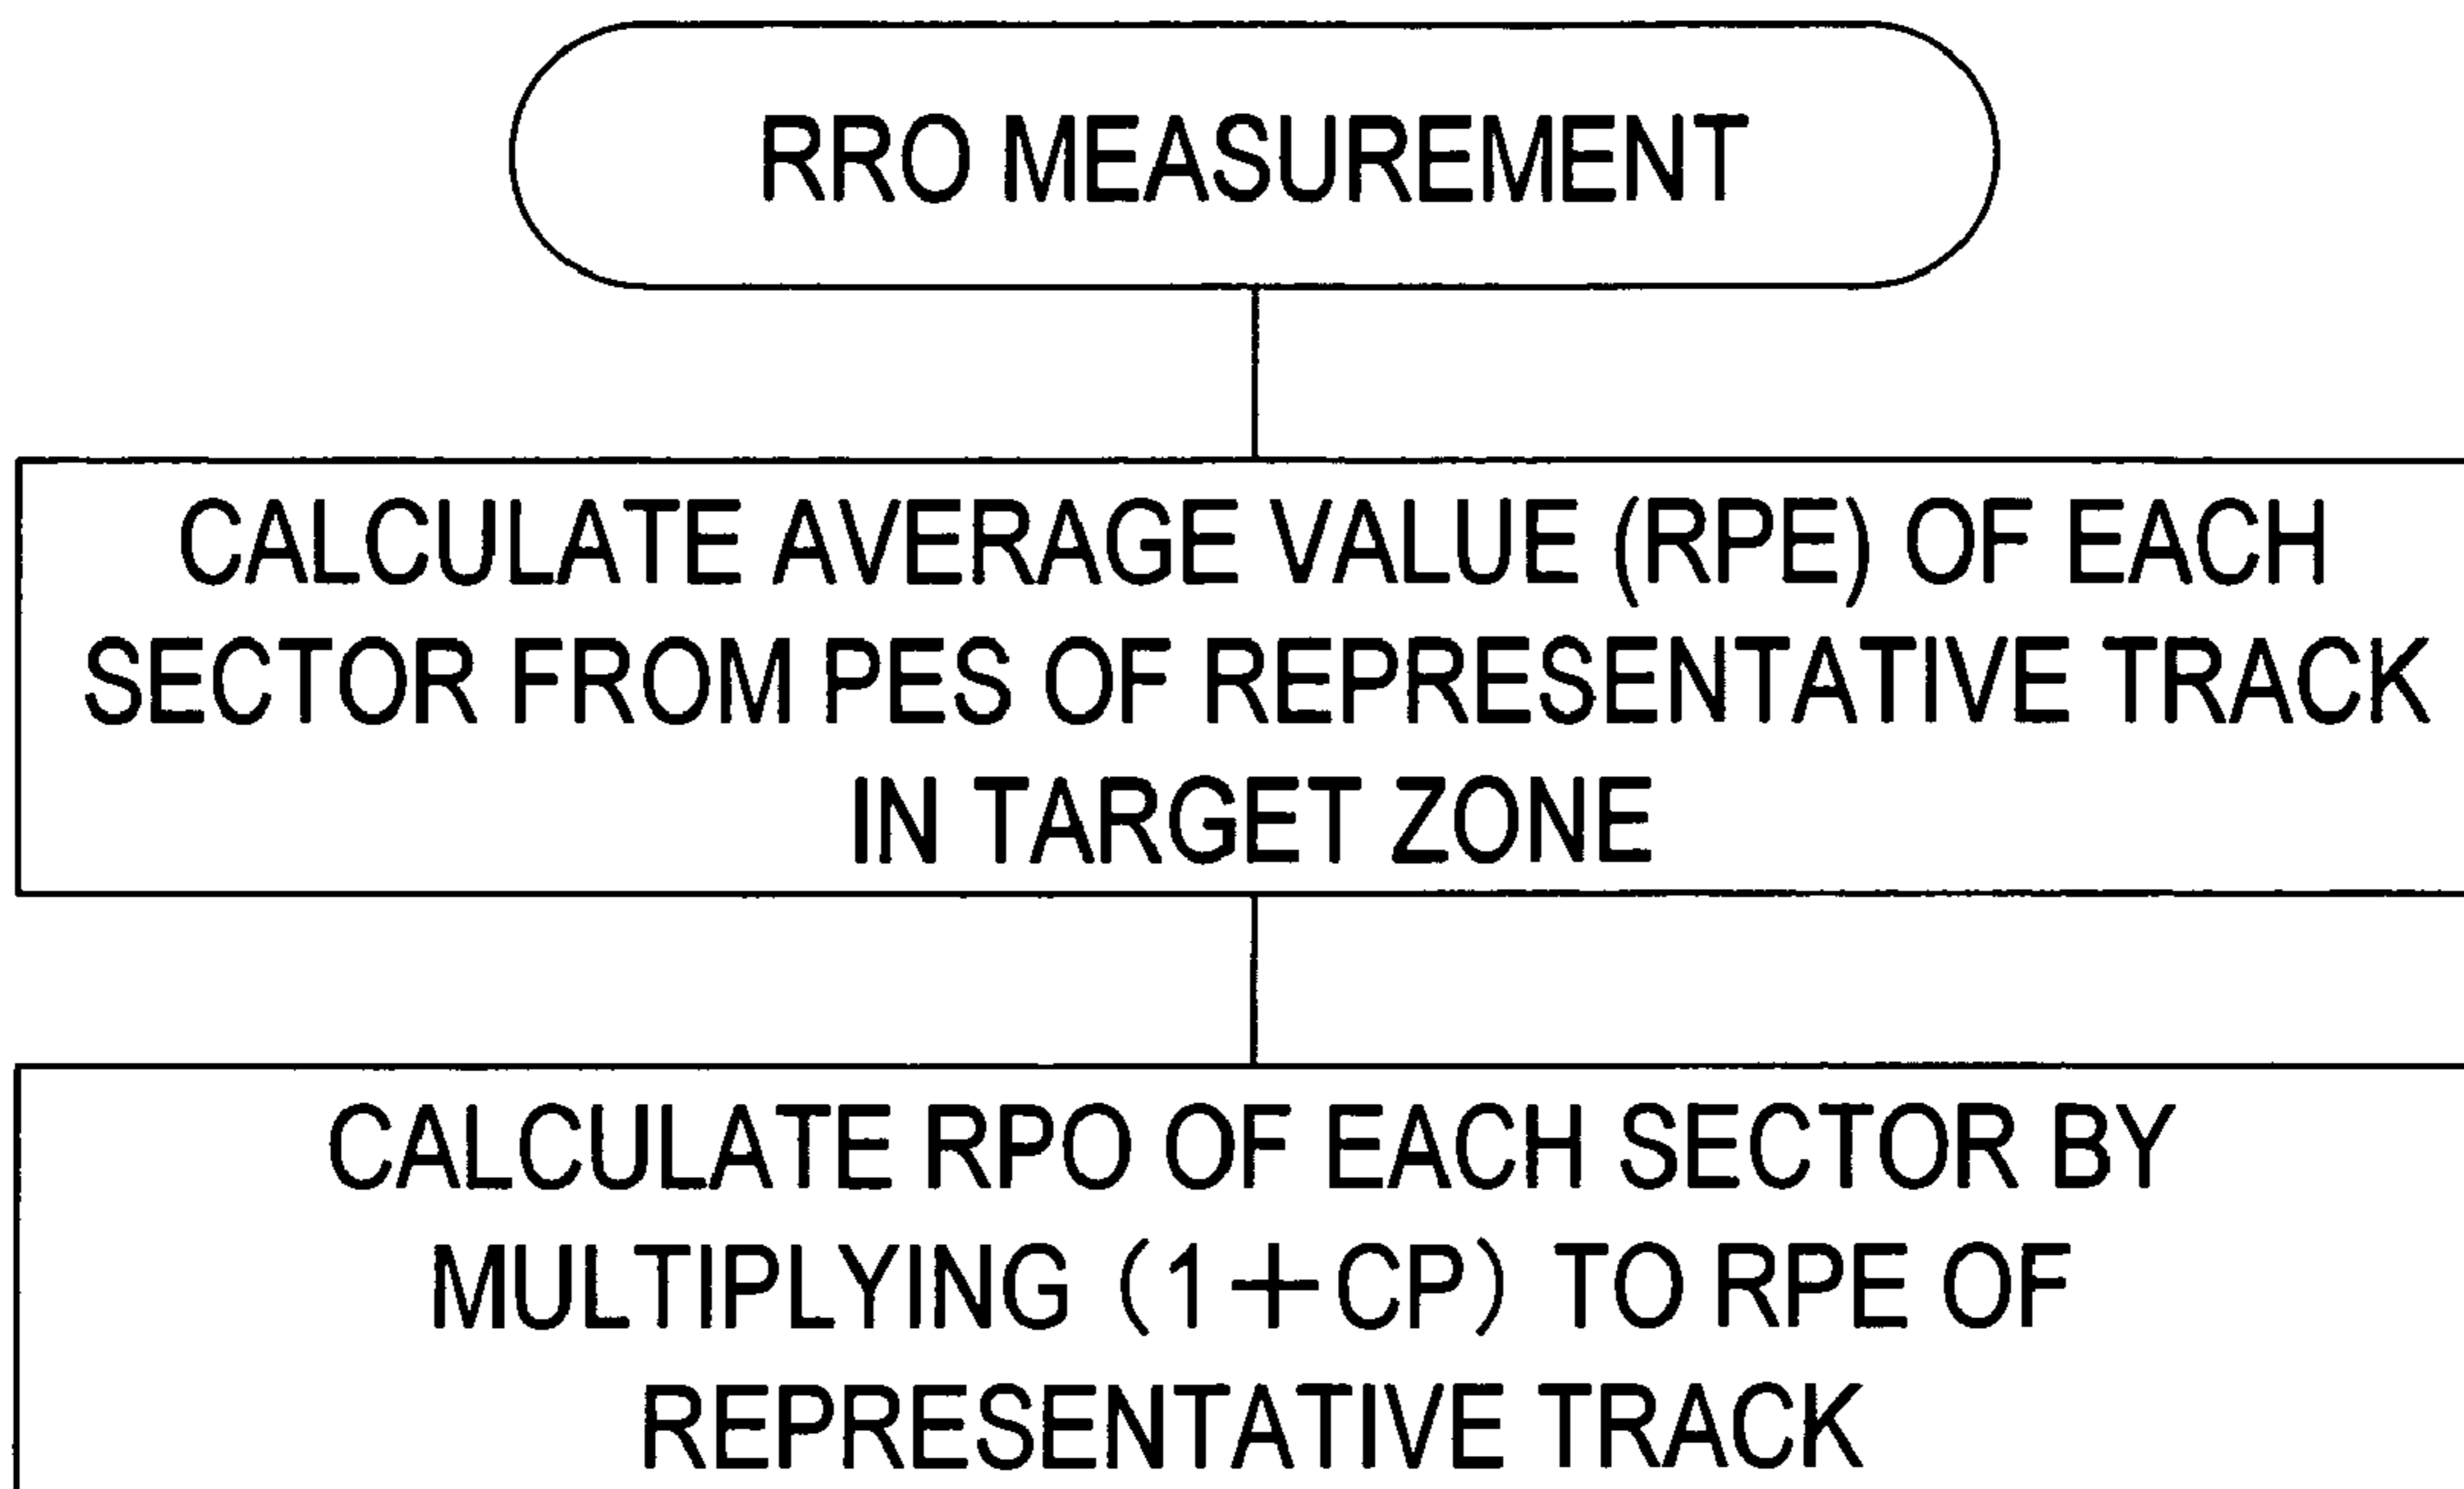 RRO MEASUREMENT
CALCULATE AVERAGE VALUE (RPE) OF EACH
SECTOR FROM PES OF REPRESENTATIVE TRACK
IN TARGET ZONE
CALCULATE RPO OF EACH SECTOR BY
MULTIPLYING (1+CP) TO RPE OF
REPRESENTATIVE TRACK